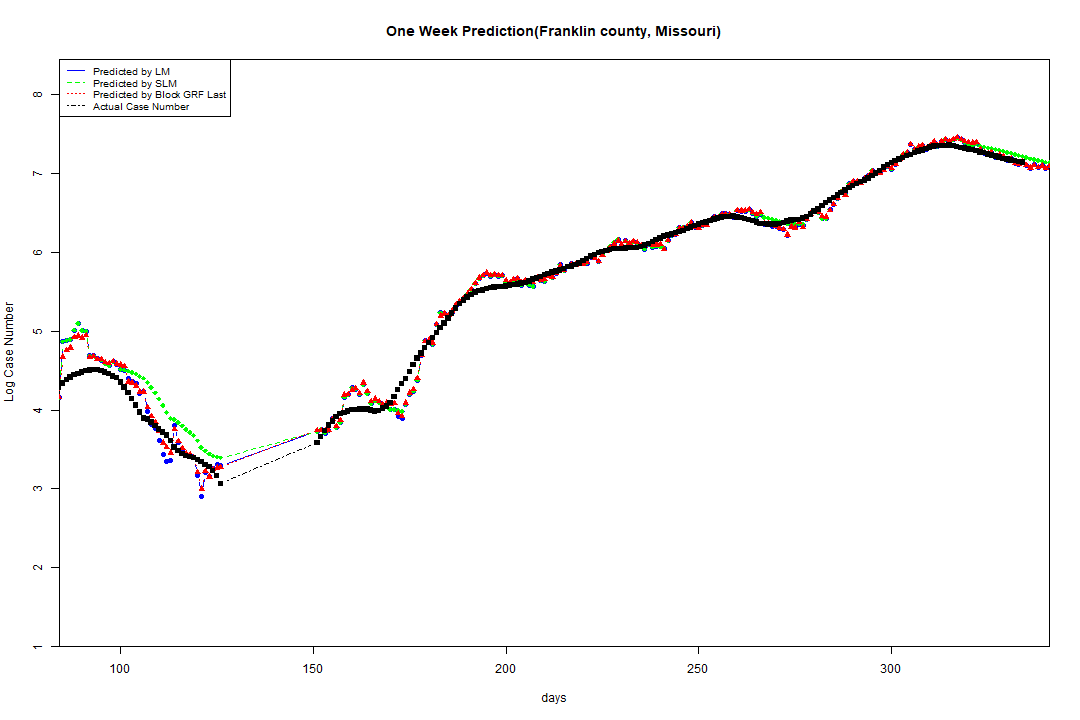 One Week Prediction(Franklin county, Missouri)
Predicted by LM
Predicted by SLM
Predicted by Block GRF Last
Actual Case Number
8
7
6
5
4
3
2
1
Log Case Number
100 150 200 250 300
days